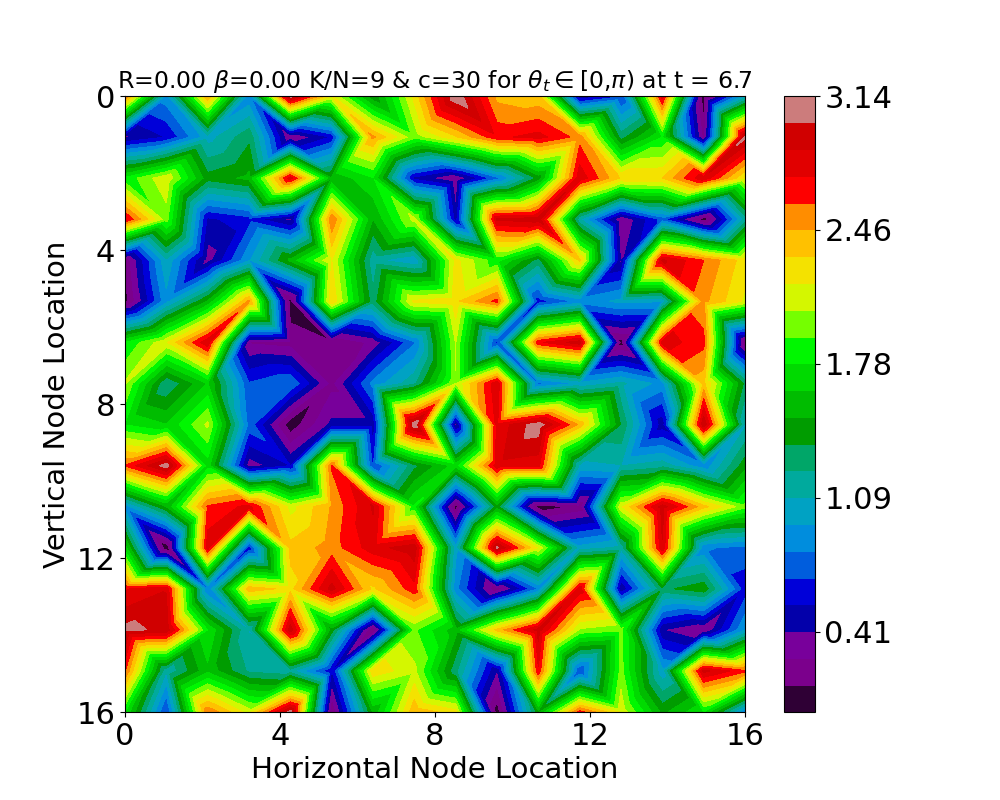 R=0.00 β=0.00 K/N=9 & c=30 for θ_t ∈ [0,π) at t = 6.7
0
4
8
12
16
Vertical Node Location
0 4 8 12 16
Horizontal Node Location
3.14
2.46
1.78
1.09
0.41